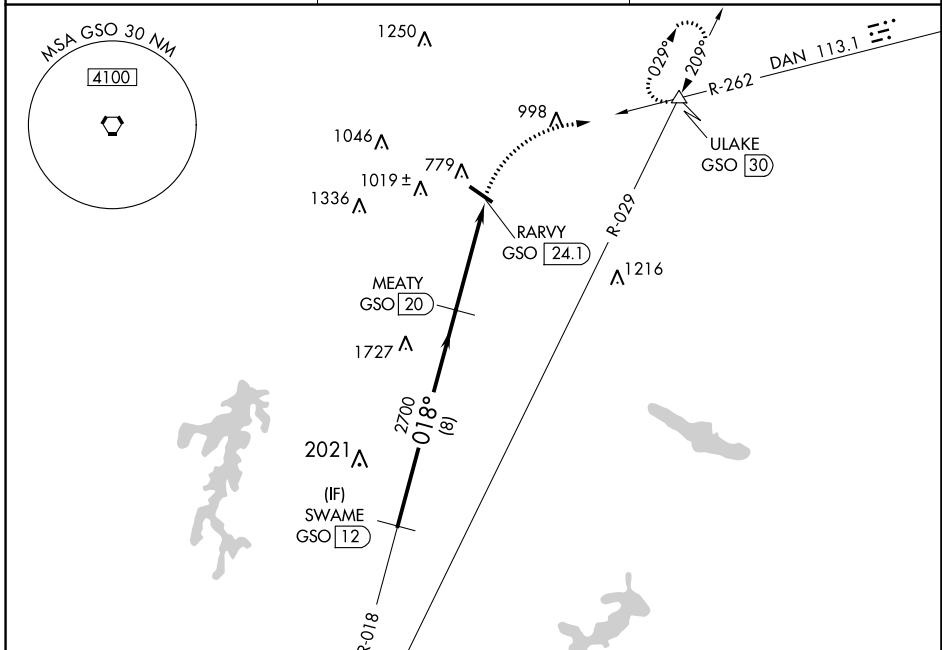 MSA GSO 30 NM
4100
1250
029°
209°
DAN 113.1
R-262
998
ULAKE
GSO 30
1046
779
1019 ±
1336
RARVY
GSO 24.1
R-029
1216
MEATY
GSO 20
1727
2700
018°
(8)
2021
(IF)
SWAME
GSO 12
R-018